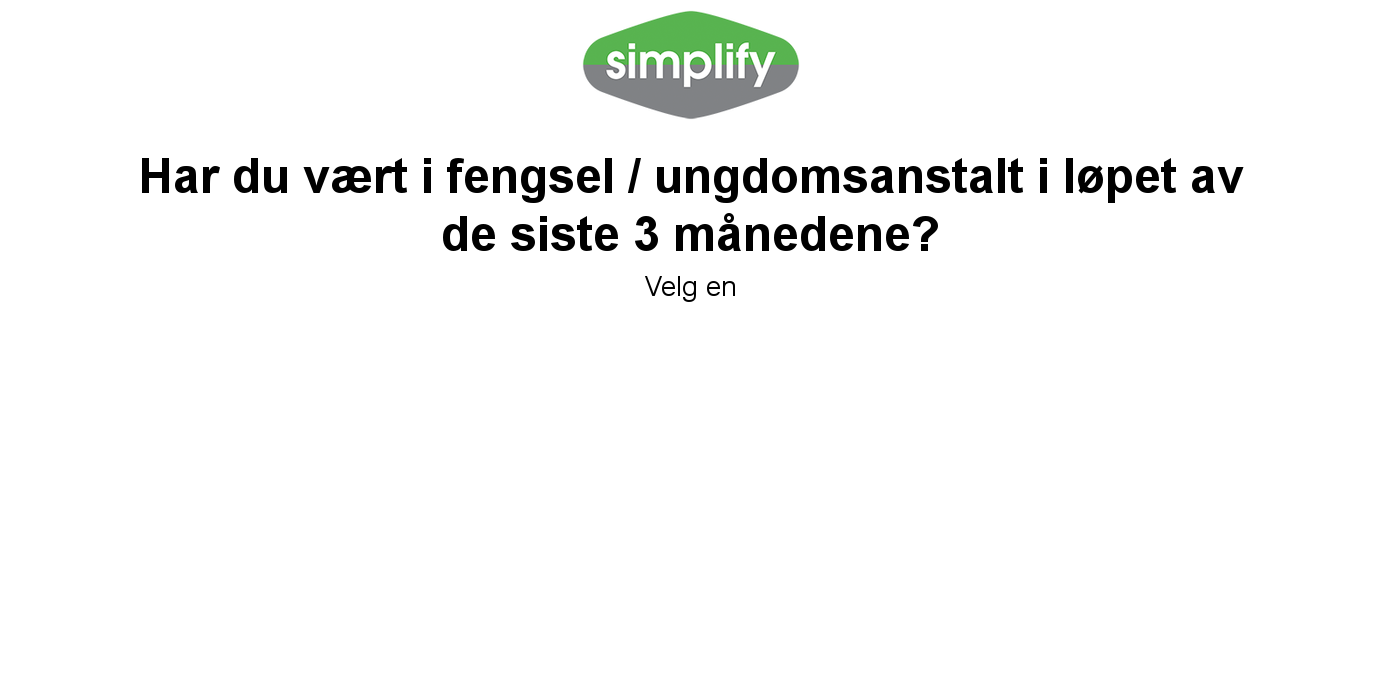 simplify
Har du vært i fengsel / ungdomsanstalt i løpet av
de siste 3 månedene?
Velg en